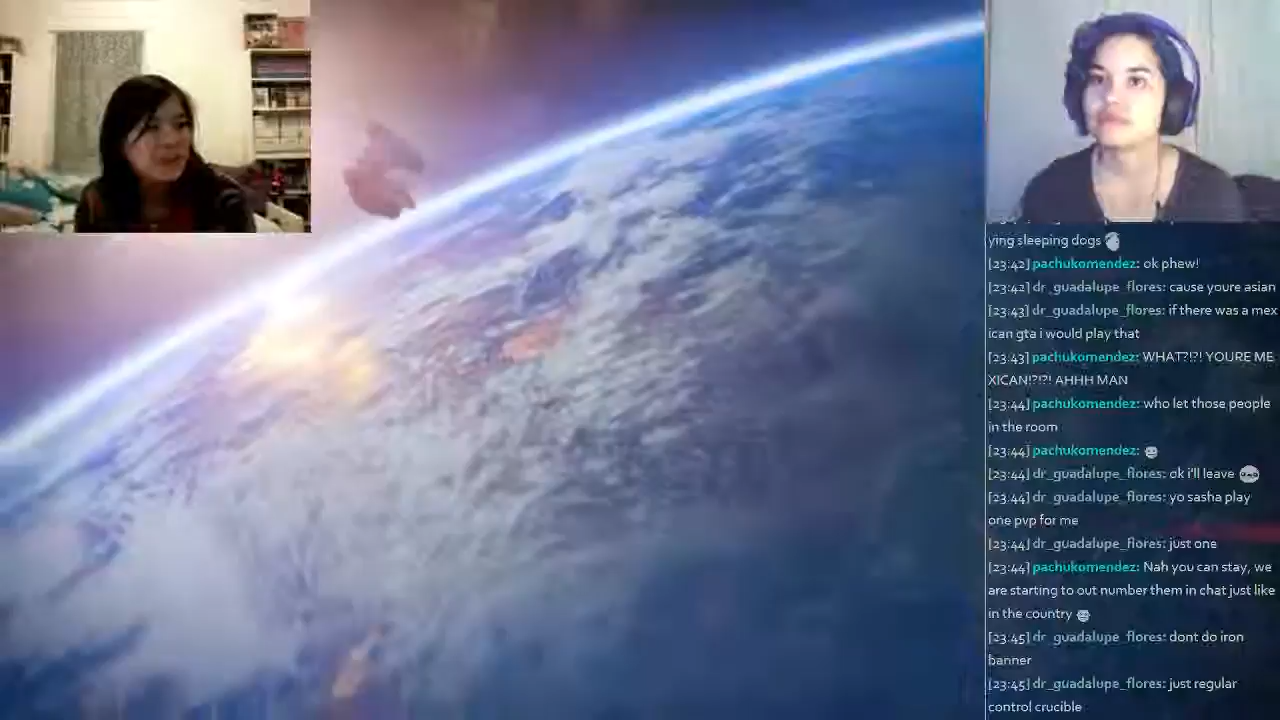 ying sleeping dogs
[23:42] pachukomendez: ok phew!
[23:42] dr_guadalupe_flores: cause youre asian
[23:43] dr_guadalupe_flores: if there was a mex
ican gta i would play that
[23:43] pachukomendez: WHAT?!?! YOURE ME
XICAN!?!?! AHHH MAN
[23:44] pachukomendez: who let those people
in the room
[23:44] pachukomendez:
[23:44] dr_guadalupe_flores: ok i'll leave
[23:44] dr_guadalupe_flores: yo sasha play
one pvp for me
[23:44] dr_guadalupe_flores: just one
[23:44] pachukomendez: Nah you can stay, we
are starting to out number them in chat just like
in the country
[23:45] dr_guadalupe_flores: dont do iron
banner
[23:45] dr_guadalupe_flores: just regular
control crucible